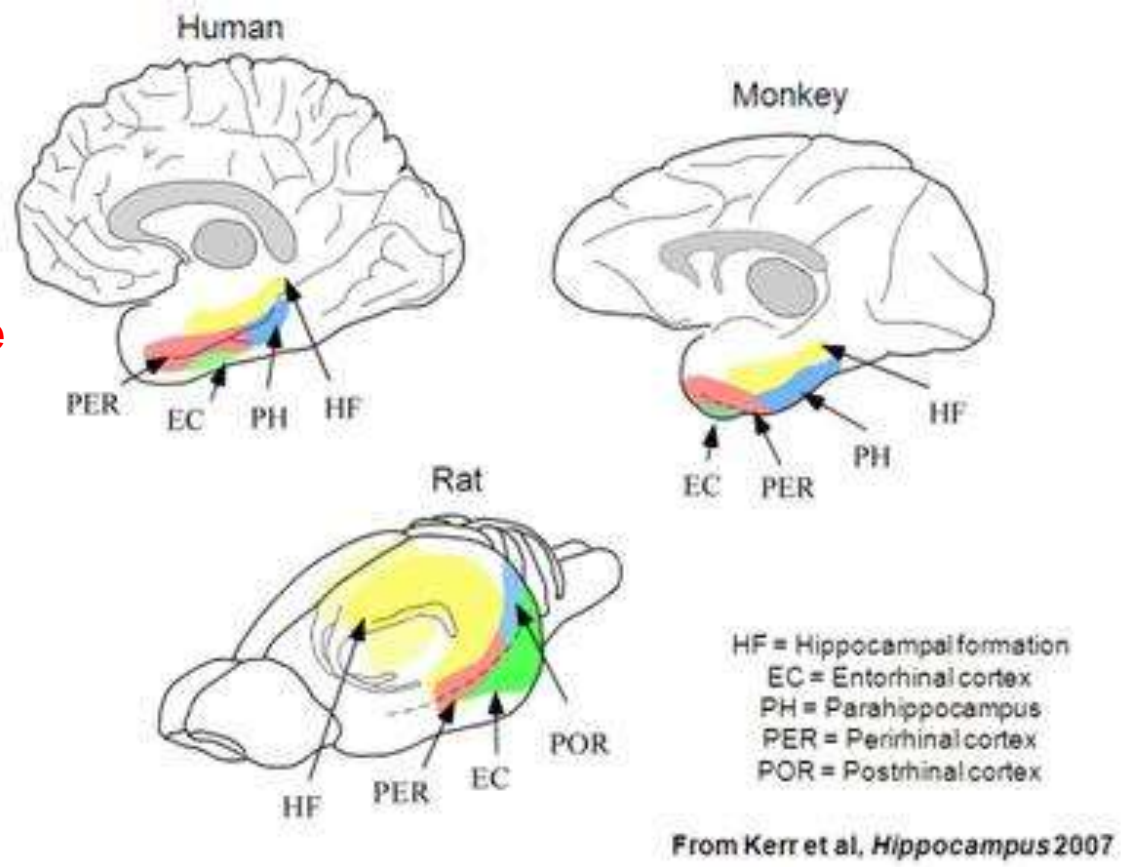 Human
Monkey
e
PER
EC
PH
HF
HF
PH
EC
PER
Rat
HF
PER
EC
POR
HF = Hippocampal formation
EC = Entorhinal cortex
PH = Parahippocampus
PER = Perirhinal cortex
POR = Postrhinal cortex
From Kerr et al, Hippocampus 2007